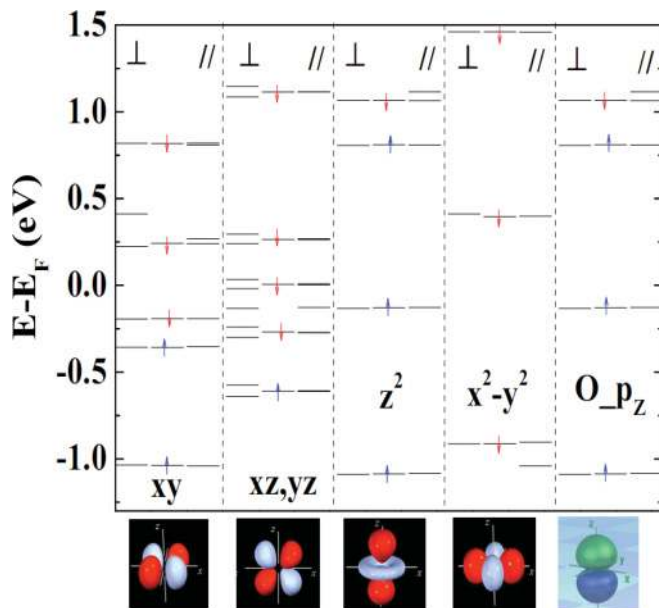 E-E_F (eV)
1.5
1.0
0.5
0.0
-0.5
-1.0
⊥ //
⊥ //
⊥ //
⊥ //
⊥ //
xy
xz,yz
z²
x²-y²
O_p_Z
z
x
z
x
z
x
z
x
z
y
x